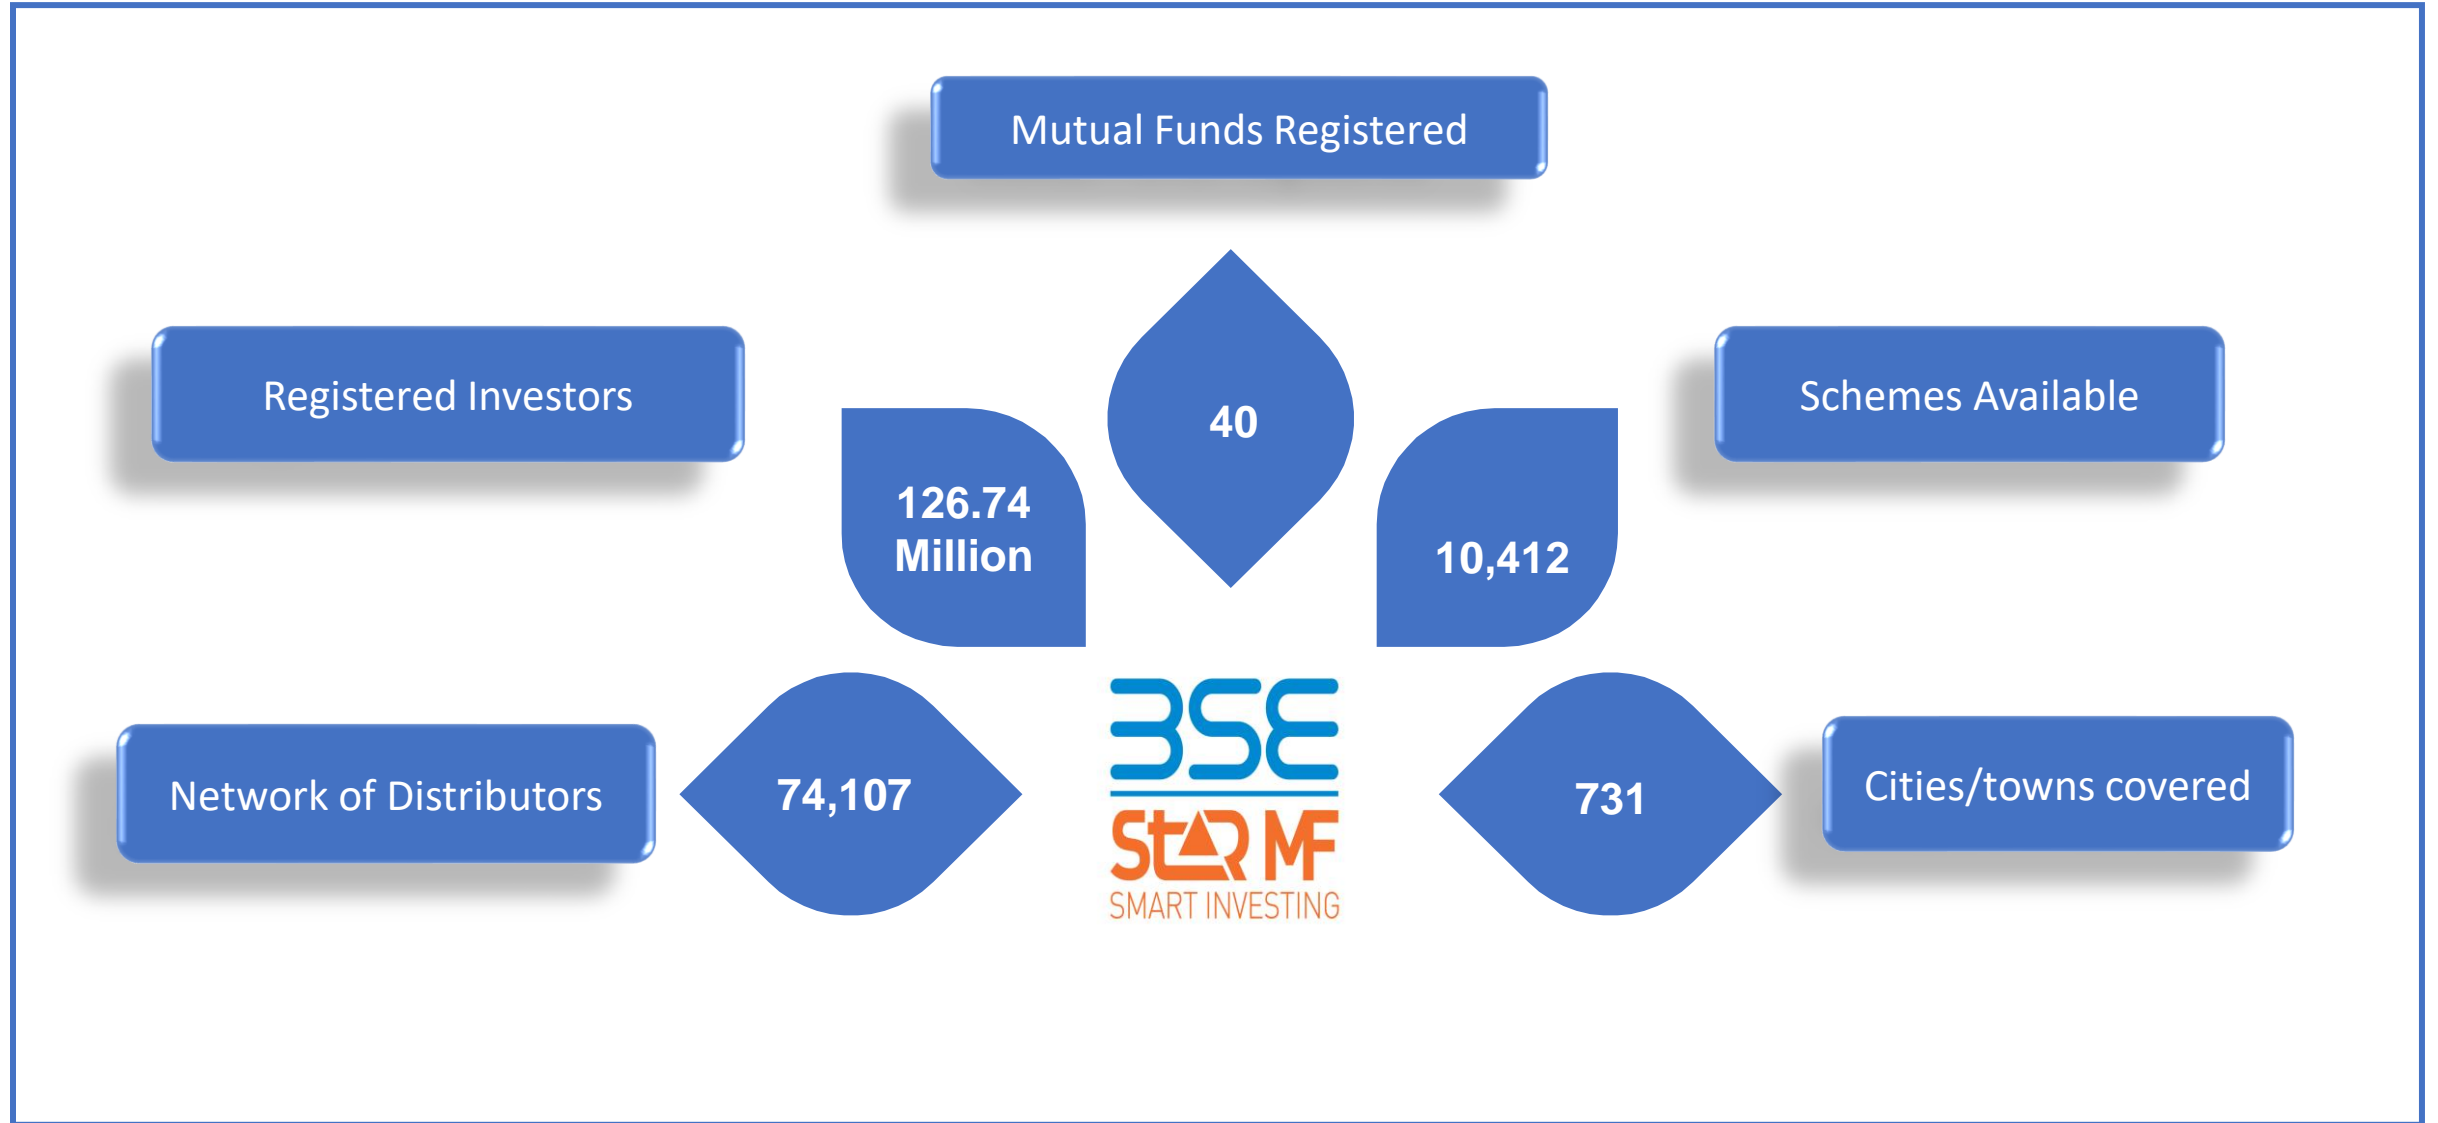 Mutual Funds Registered
Registered Investors
Schemes Available
40
126.74
Million
10,412
Network of Distributors
74,107
BSE
StAR MF
SMART INVESTING
731
Cities/towns covered